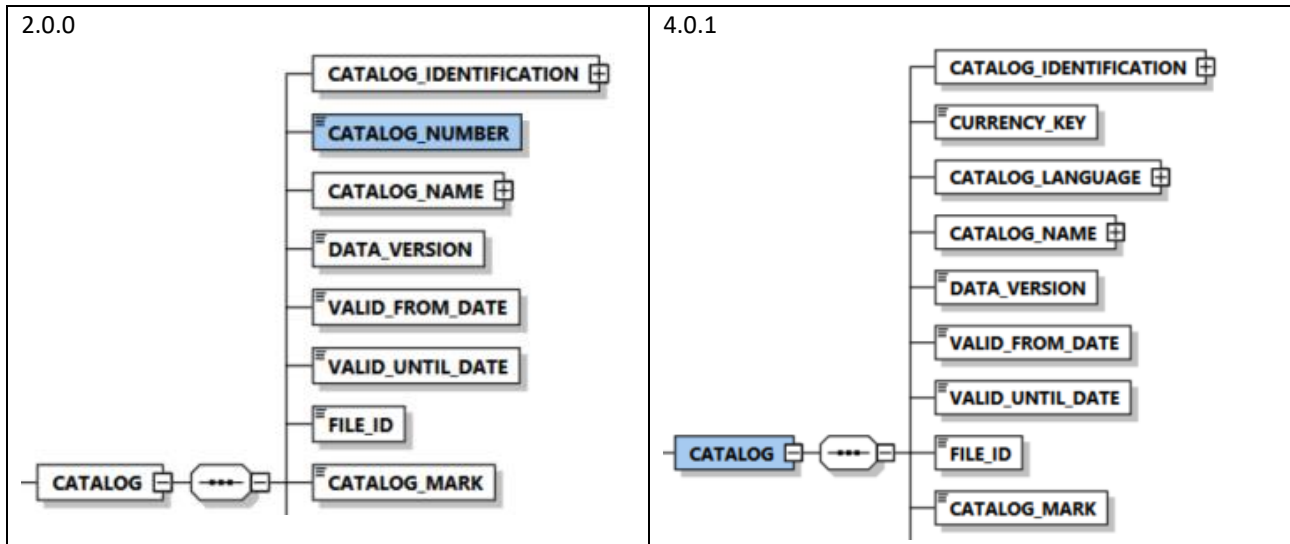 2.0.0
CATALOG_IDENTIFICATION
CATALOG_NUMBER
CATALOG_NAME
DATA_VERSION
VALID_FROM_DATE
VALID_UNTIL_DATE
FILE_ID
CATALOG
CATALOG_MARK
4.0.1
CATALOG_IDENTIFICATION
CURRENCY_KEY
CATALOG_LANGUAGE
CATALOG_NAME
DATA_VERSION
VALID_FROM_DATE
VALID_UNTIL_DATE
CATALOG
FILE_ID
CATALOG_MARK